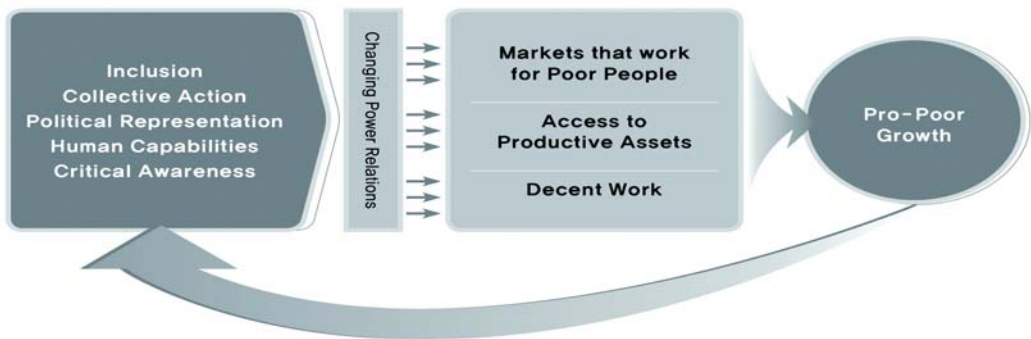 Inclusion
Collective Action
Political Representation
Human Capabilities
Critical Awareness
Changing Power Relations
Markets that work
for Poor People
Access to
Productive Assets
Decent Work
Pro-Poor
Growth